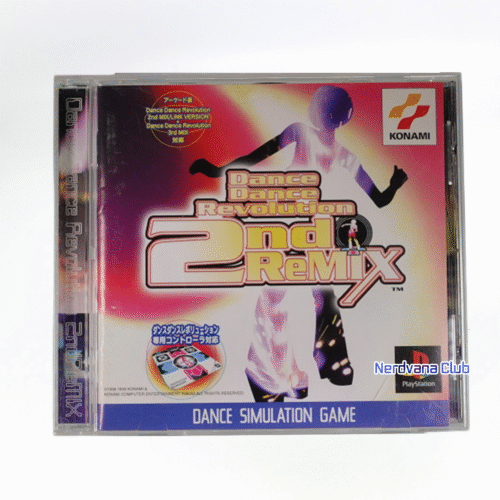 アーケード版
Dance Dance Revolution
2nd MIX/LINK VERSION
Dance Dance Revolution
3rd MIX
対応
KONAMI
Dance
Dance
Revolution
2nd
ReMIX
TM
ダンスダンスレボリューション
専用コントローラ対応
Nerdvana Club
PlayStation
DANCE SIMULATION GAME